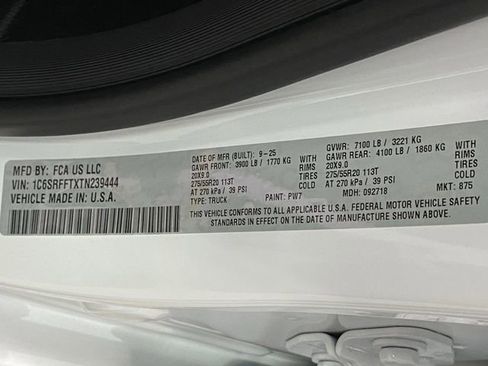 MFD BY: FCA US LLC
VIN: 1C6SRFFTXTN239444
VEHICLE MADE IN U.S.A.
DATE OF MFR (BUILT): 9-25
GAWR FRONT: 3900 LB / 1770 KG WITH
20X9.0 RIMS
275/55R20 113T TIRES
AT 270 kPa / 39 PSI
TYPE: TRUCK PAINT: PW7
GVWR: 7100 LB / 3221 KG
GAWR REAR: 4100 LB / 1860 KG WITH
20X9.0 RIMS
275/55R20 113T TIRES
AT 270 kPa / 39 PSI
MDH: 092718 MKT: 875
THIS VEHICLE CONFORMS TO ALL APPLICABLE U.S.A. FEDERAL MOTOR VEHICLE SAFETY
STANDARDS IN EFFECT ON THE DATE OF MANUFACTURE SHOWN ABOVE.